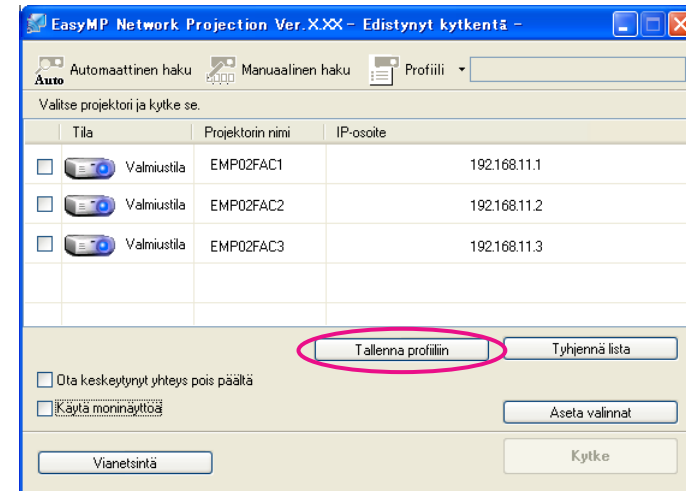 EasyMP Network Projection Ver.X.XX – Edistynyt kytkentä –
Auto Automaattinen haku Manuaalinen haku Profiili
Valitse projektori ja kytke se.
Tila Projektorin nimi IP-osoite
Valmiustila EMP02FAC1 192.168.11.1
Valmiustila EMP02FAC2 192.168.11.2
Valmiustila EMP02FAC3 192.168.11.3
Tallenna profiiliin Tyhjennä lista
Ota keskeytynyt yhteys pois päältä
Käytä moninäyttöä
Aseta valinnat
Vianetsintä Kytke